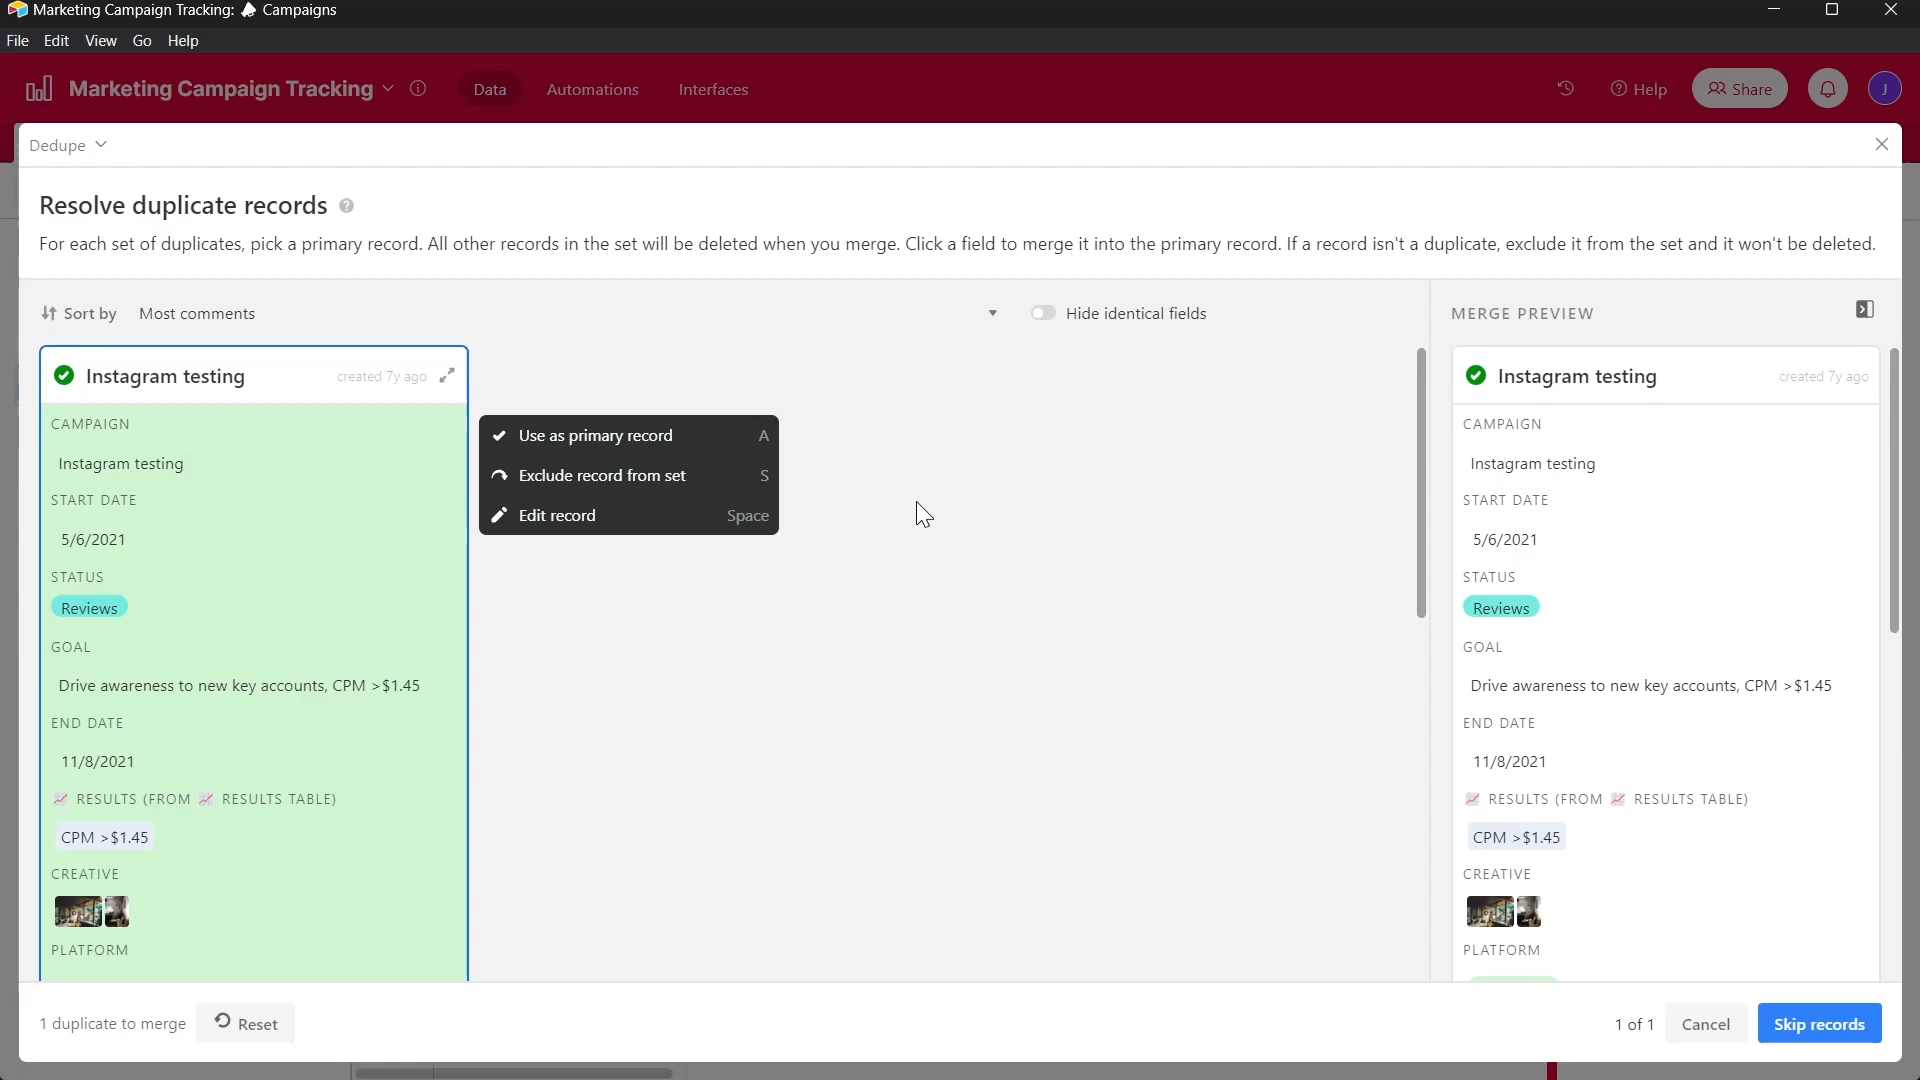 Marketing Campaign Tracking: Campaigns
File Edit View Go Help
Marketing Campaign Tracking Data Automations Interfaces Help Share J
Dedupe
Resolve duplicate records
For each set of duplicates, pick a primary record. All other records in the set will be deleted when you merge. Click a field to merge it into the primary record. If a record isn't a duplicate, exclude it from the set and it won't be deleted.
Sort by Most comments Hide identical fields
Instagram testing created 7y ago
CAMPAIGN
Instagram testing
START DATE
5/6/2021
STATUS
Reviews
GOAL
Drive awareness to new key accounts, CPM >$1.45
END DATE
11/8/2021
RESULTS (FROM RESULTS TABLE)
CPM >$1.45
CREATIVE
PLATFORM
Use as primary record A
Exclude record from set S
Edit record Space
MERGE PREVIEW
Instagram testing created 7y ago
CAMPAIGN
Instagram testing
START DATE
5/6/2021
STATUS
Reviews
GOAL
Drive awareness to new key accounts, CPM >$1.45
END DATE
11/8/2021
RESULTS (FROM RESULTS TABLE)
CPM >$1.45
CREATIVE
PLATFORM
1 duplicate to merge Reset 1 of 1 Cancel Skip records